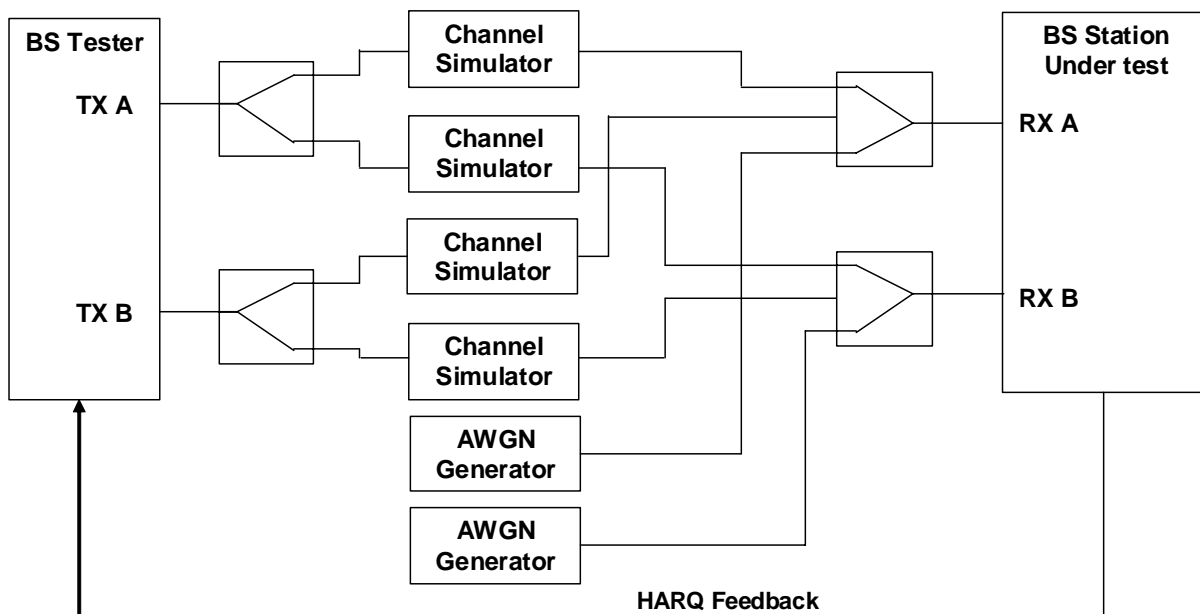 BS Tester
TX A
TX B
Channel
Simulator
Channel
Simulator
Channel
Simulator
Channel
Simulator
AWGN
Generator
AWGN
Generator
BS Station
Under test
RX A
RX B
HARQ Feedback